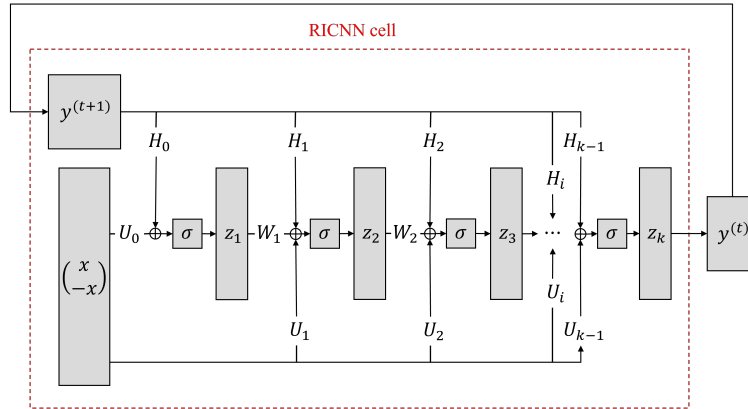 RICNN cell
y^{(t+1)}
H_0 H_1 H_2 H_{k-1}
H_i
U_0 σ z_1 W_1 σ z_2 W_2 σ z_3 ⋯ σ z_k y^{(t)}
(x
−x)
U_i
U_1 U_2 U_{k-1}